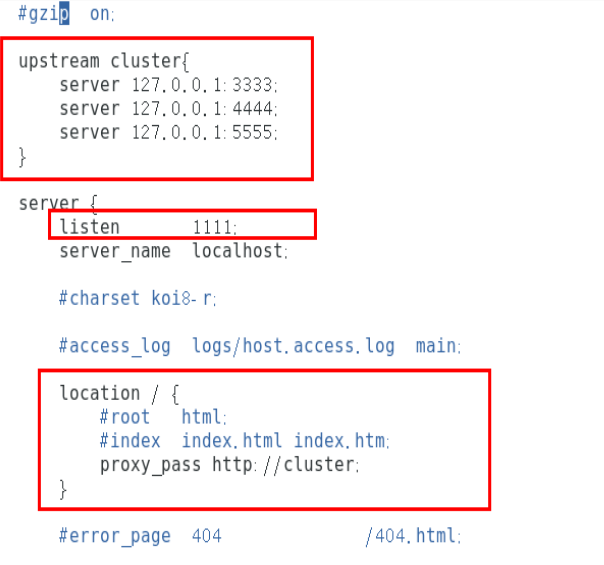 #gzip  on;
upstream cluster{
server 127.0.0.1:3333;
server 127.0.0.1:4444;
server 127.0.0.1:5555;
}
server {
listen       1111;
server_name  localhost;
#charset koi8-r;
#access_log  logs/host.access.log  main;
location / {
#root   html;
#index  index.html index.htm;
proxy_pass http://cluster;
}
#error_page  404              /404.html;